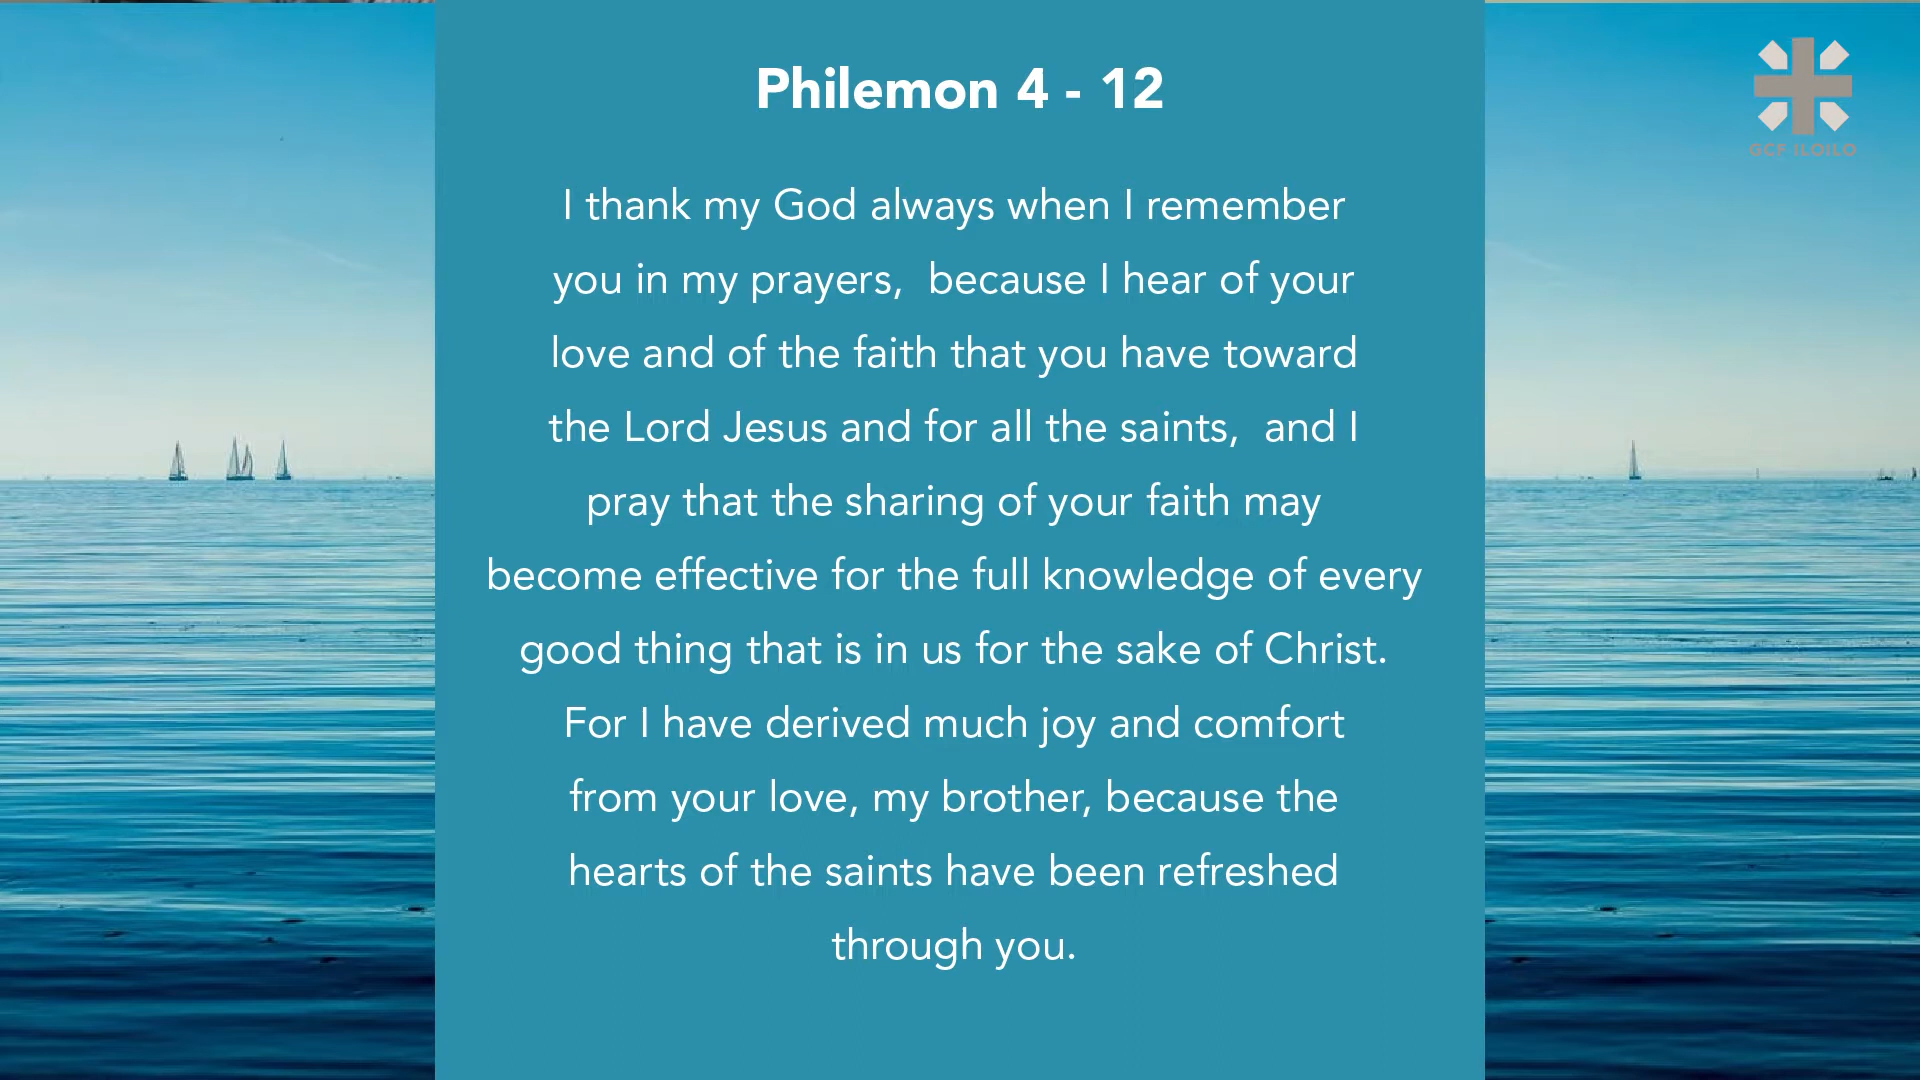 Philemon 4 - 12
GCF ILOILO
I thank my God always when I remember
you in my prayers,  because I hear of your
love and of the faith that you have toward
the Lord Jesus and for all the saints,  and I
pray that the sharing of your faith may
become effective for the full knowledge of every
good thing that is in us for the sake of Christ.
For I have derived much joy and comfort
from your love, my brother, because the
hearts of the saints have been refreshed
through you.